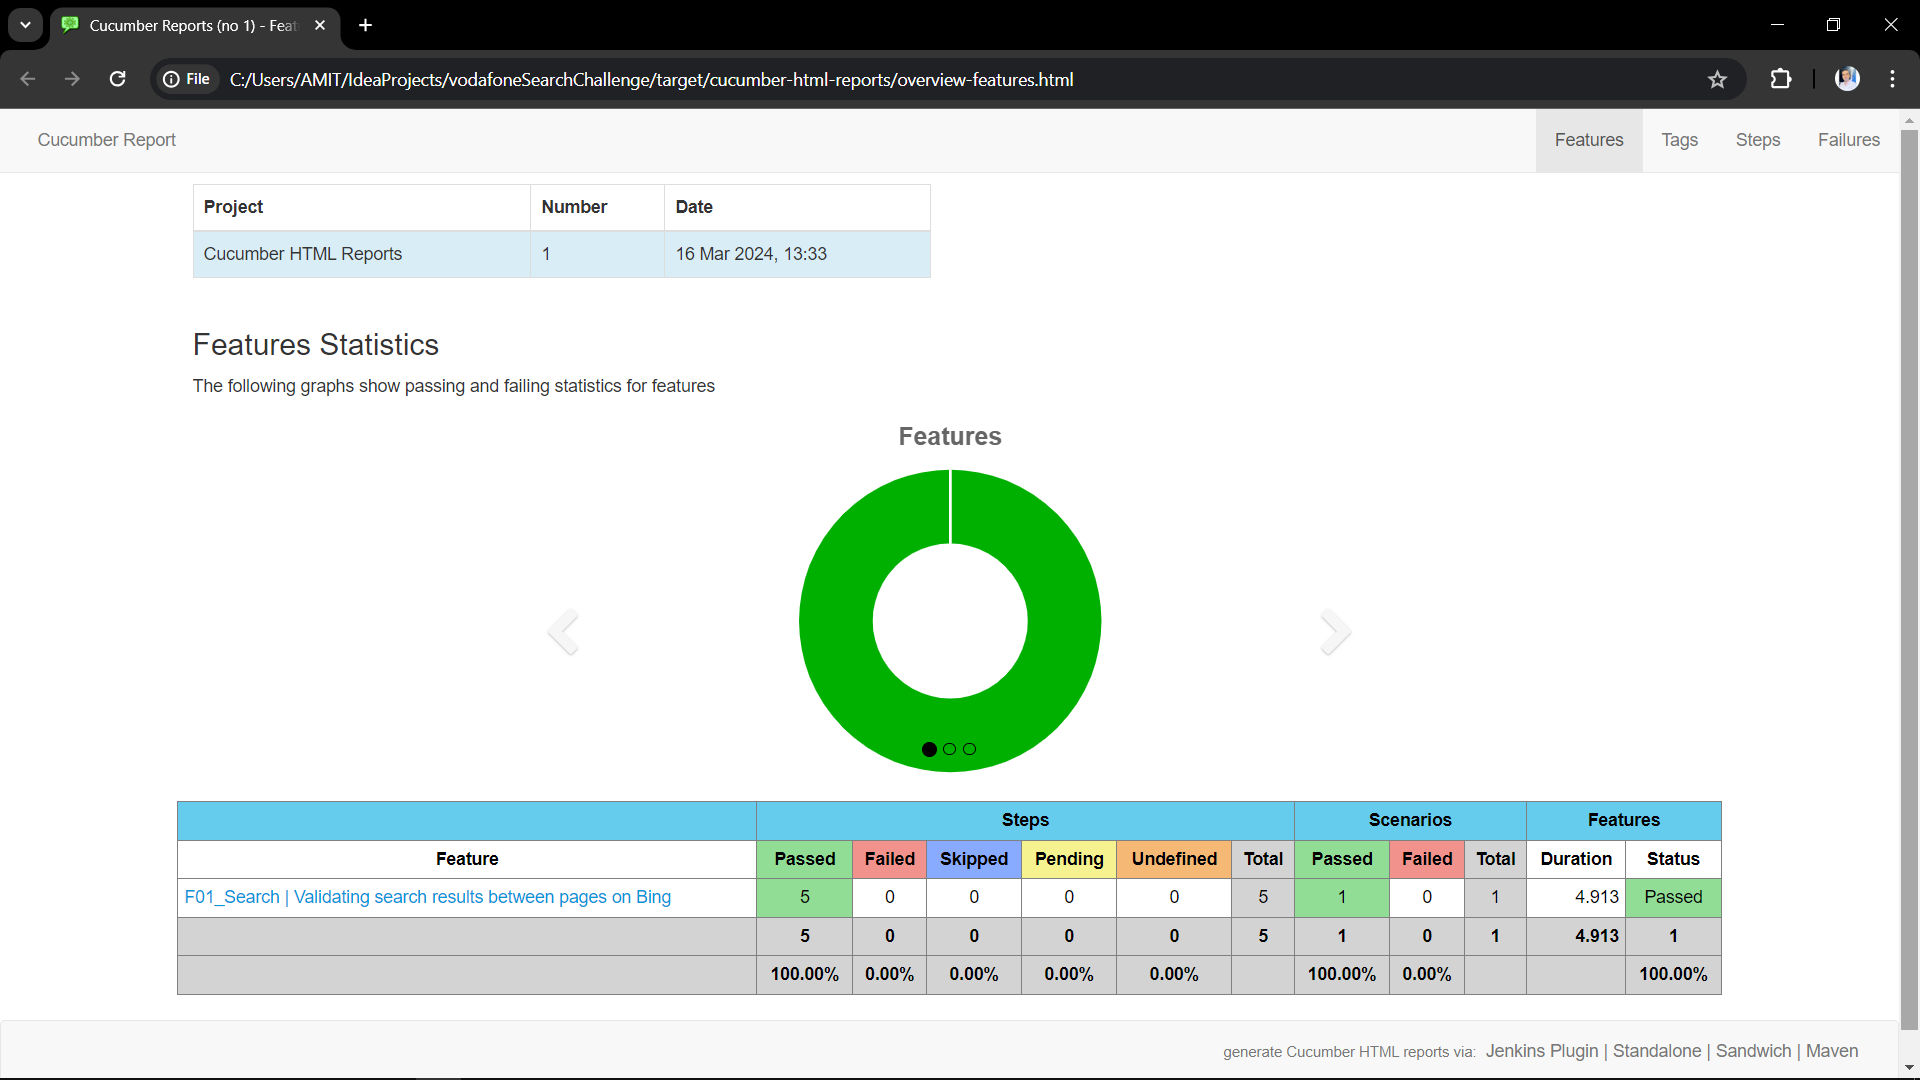 Cucumber Reports (no 1) - Feat
File C:/Users/AMIT/IdeaProjects/vodafoneSearchChallenge/target/cucumber-html-reports/overview-features.html
Cucumber Report Features Tags Steps Failures
Project Number Date
Cucumber HTML Reports 1 16 Mar 2024, 13:33
Features Statistics
The following graphs show passing and failing statistics for features
Features
Steps Scenarios Features
Feature Passed Failed Skipped Pending Undefined Total Passed Failed Total Duration Status
F01_Search | Validating search results between pages on Bing 5 0 0 0 0 5 1 0 1 4.913 Passed
5 0 0 0 0 5 1 0 1 4.913 1
100.00% 0.00% 0.00% 0.00% 0.00% 100.00% 0.00% 100.00%
generate Cucumber HTML reports via: Jenkins Plugin | Standalone | Sandwich | Maven